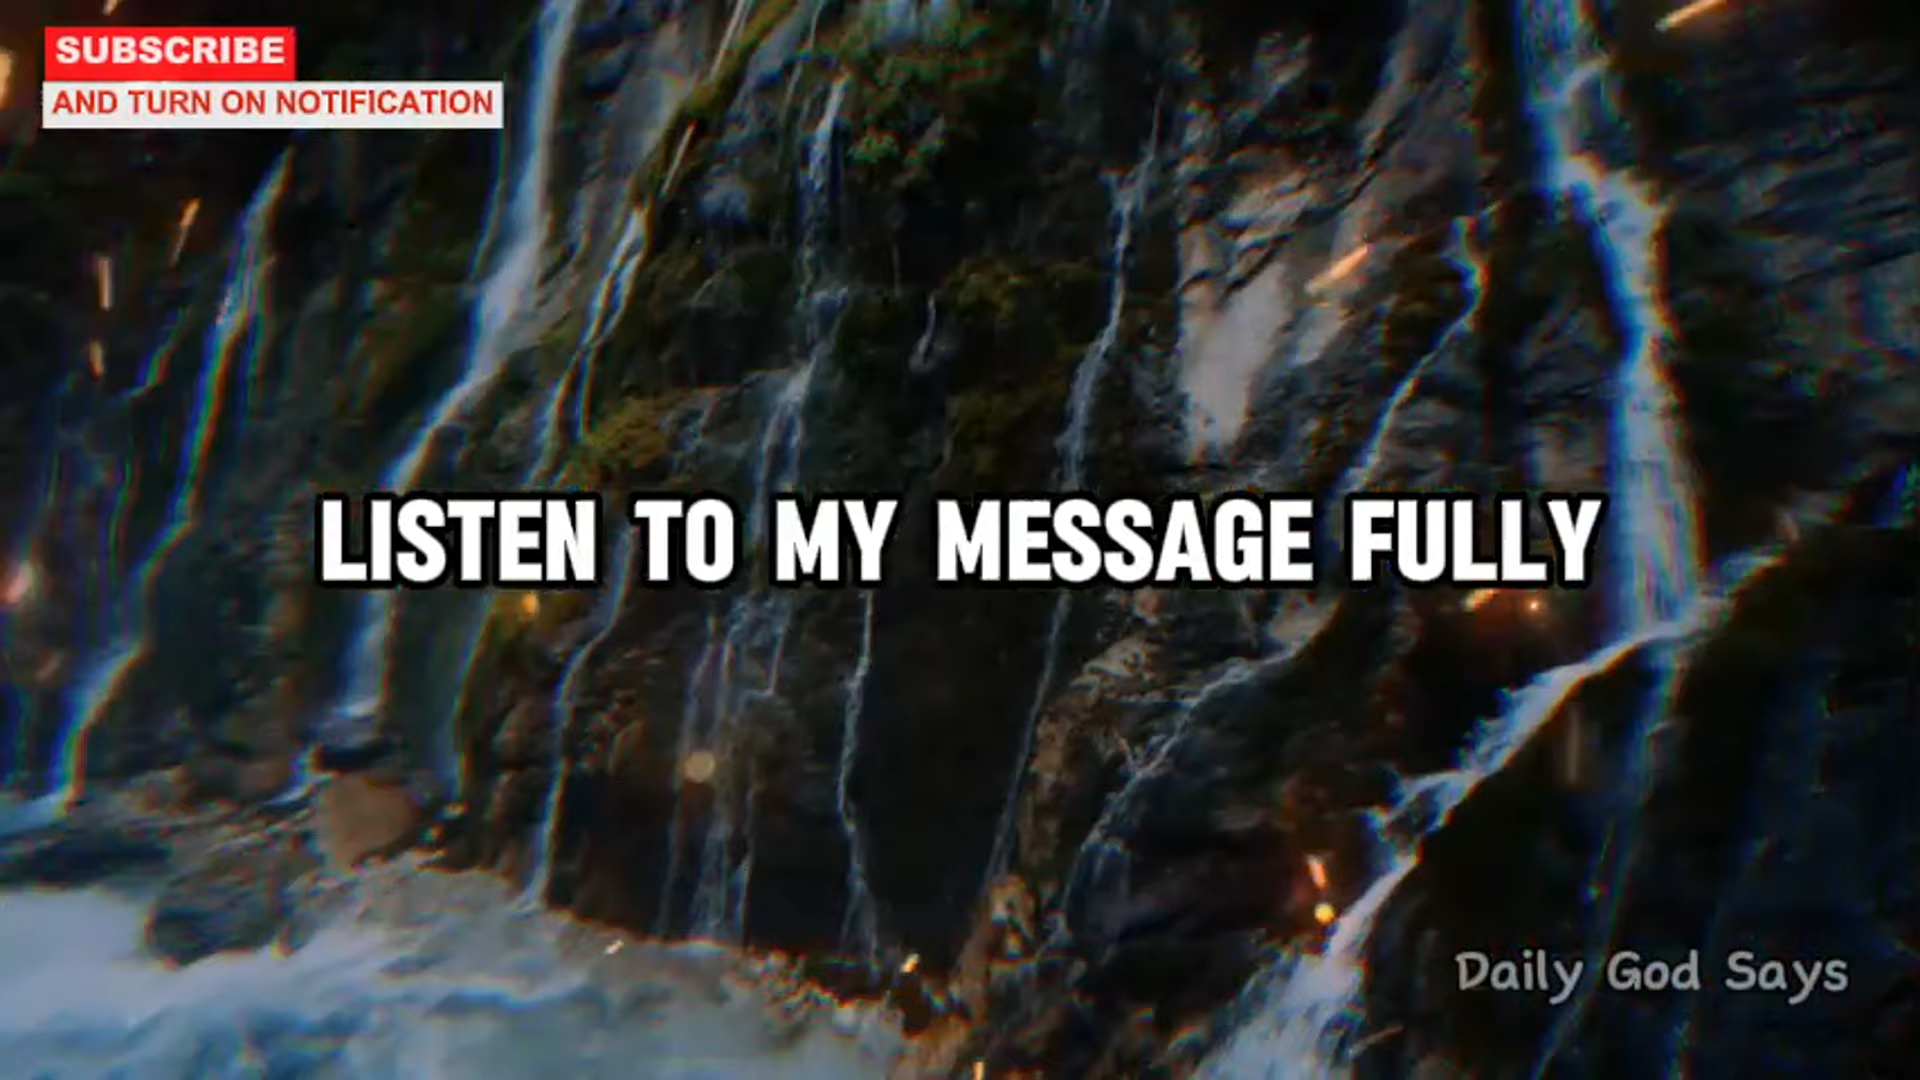 SUBSCRIBE
AND TURN ON NOTIFICATION
LISTEN TO MY MESSAGE FULLY
Daily God Says